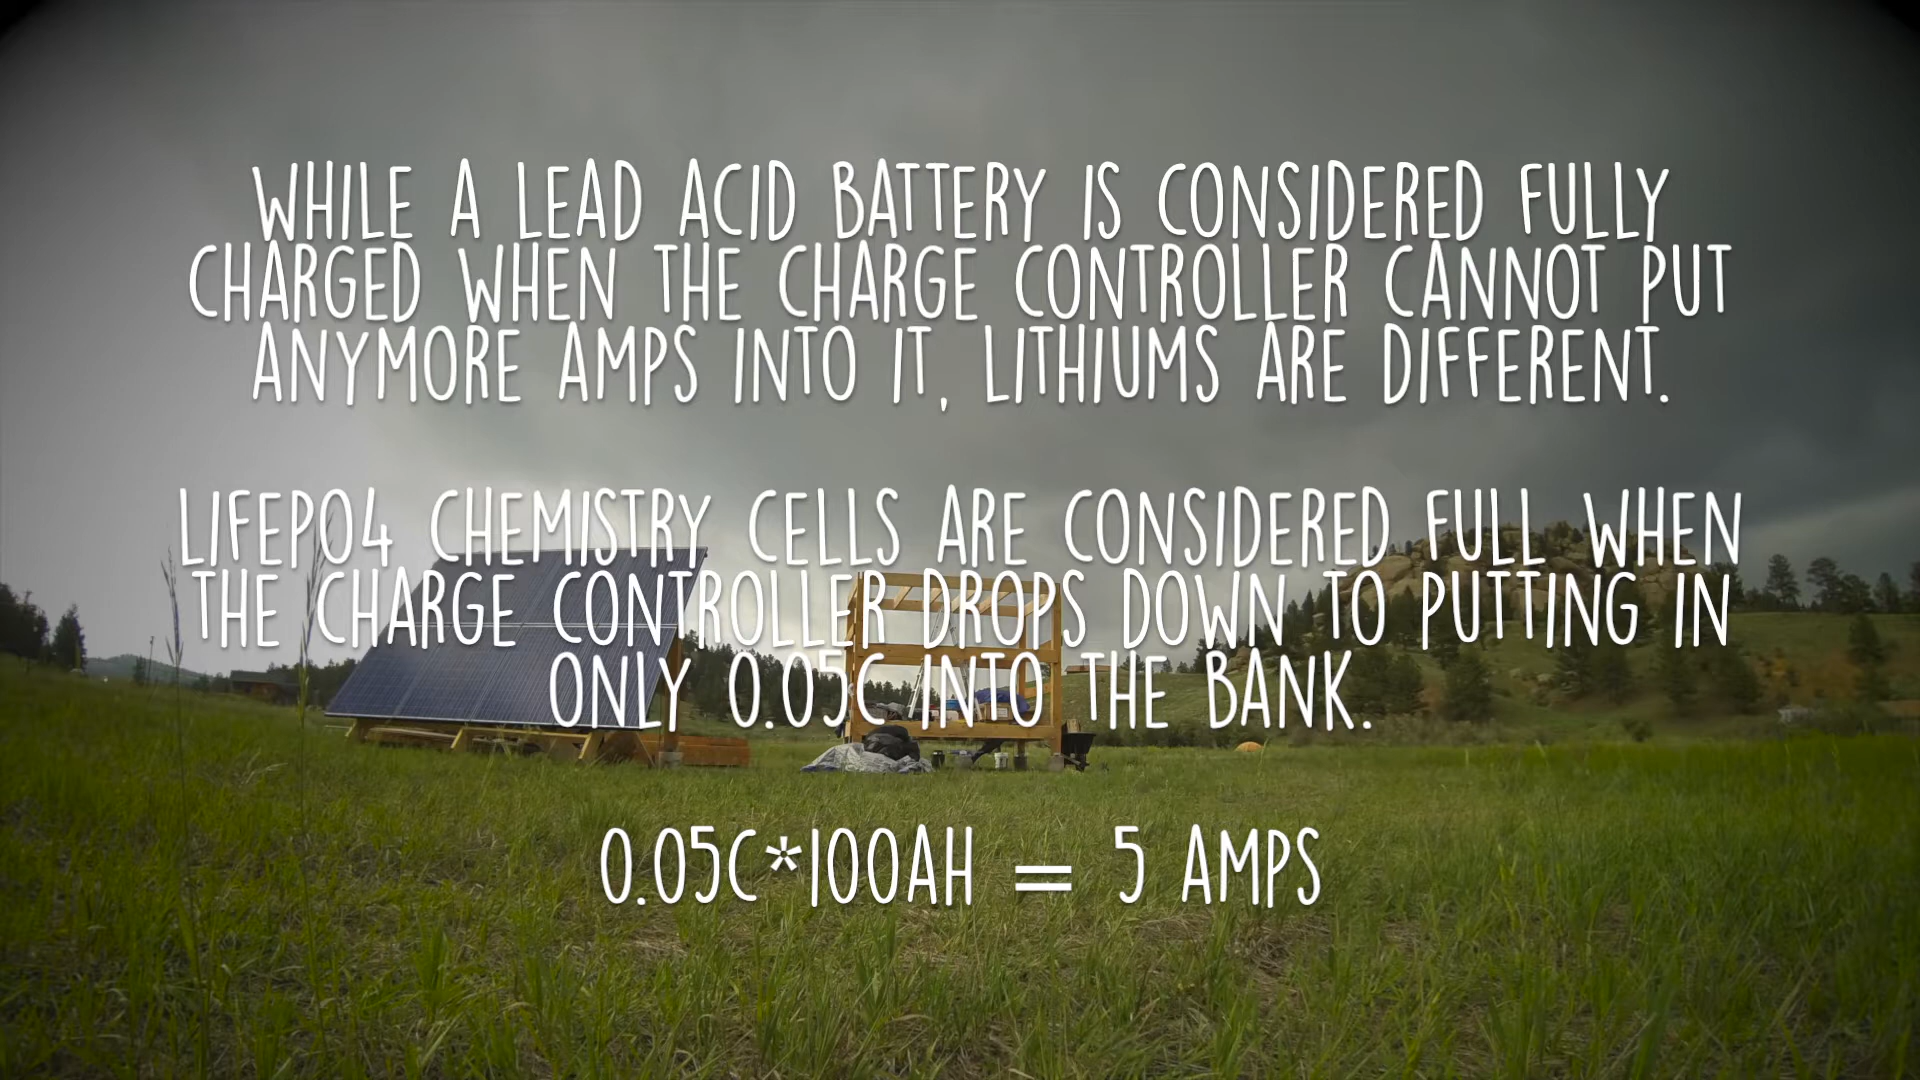 WHILE A LEAD ACID BATTERY IS CONSIDERED FULLY
CHARGED WHEN THE CHARGE CONTROLLER CANNOT PUT
ANYMORE AMPS INTO IT, LITHIUMS ARE DIFFERENT.
LIFEPO4 CHEMISTRY CELLS ARE CONSIDERED FULL WHEN
THE CHARGE CONTROLLER DROPS DOWN TO PUTTING IN
ONLY 0.05C INTO THE BANK.
0.05C*100AH = 5 AMPS